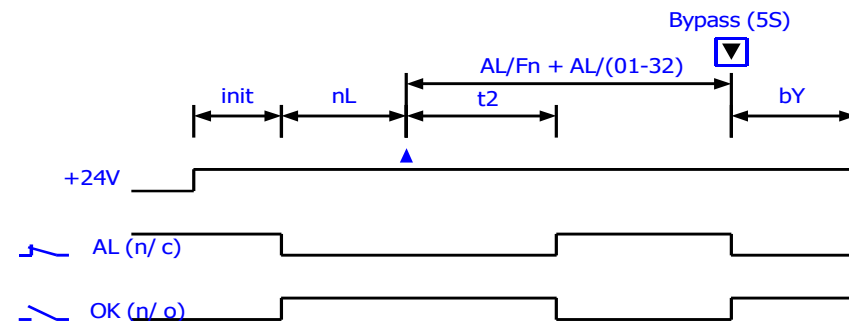 Bypass (5S)
AL/Fn + AL/(01-32)
init nL t2 bY
+24V
AL (n/ c)
OK (n/ o)